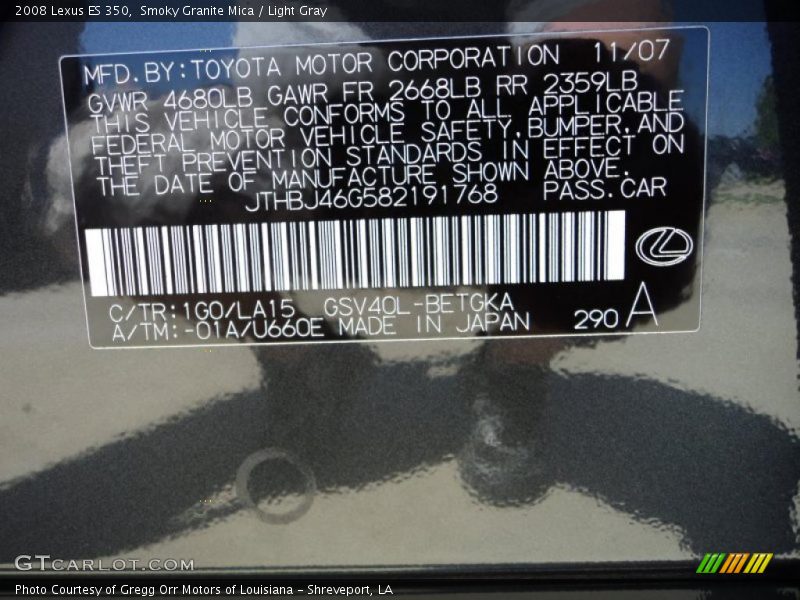 2008 Lexus ES 350,  Smoky Granite Mica / Light Gray
MFD. BY: TOYOTA MOTOR CORPORATION 11/07
GVWR 4680LB GAWR FR 2668LB RR 2359LB
THIS VEHICLE CONFORMS TO ALL APPLICABLE
FEDERAL MOTOR VEHICLE SAFETY, BUMPER, AND
THEFT PREVENTION STANDARDS IN EFFECT ON
THE DATE OF MANUFACTURE SHOWN ABOVE.
JTHBJ46G582191768 PASS. CAR
C/TR: 1G0/LA15 GSV40L-BETGKA
A/TM: -01A/U660E MADE IN JAPAN 290 A
GTCARLOT.COM
Photo Courtesy of Gregg Orr Motors of Louisiana - Shreveport, LA